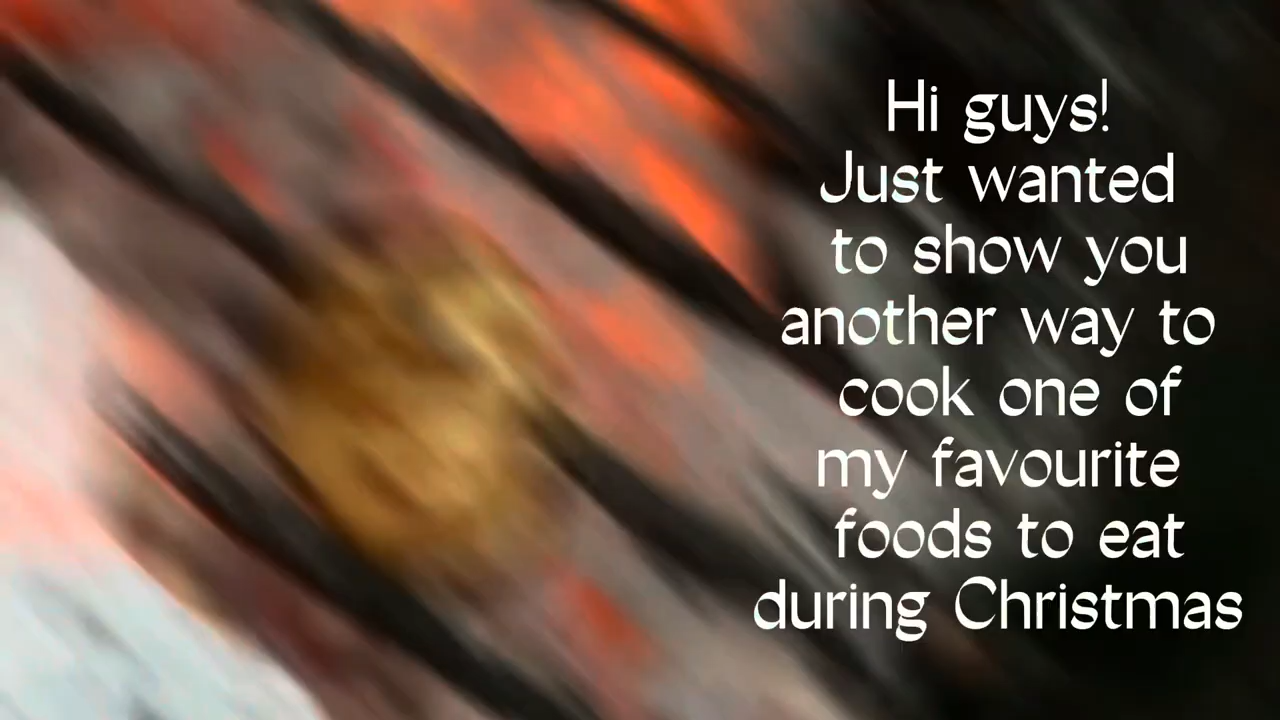 Hi guys!
Just wanted
to show you
another way to
cook one of
my favourite
foods to eat
during Christmas